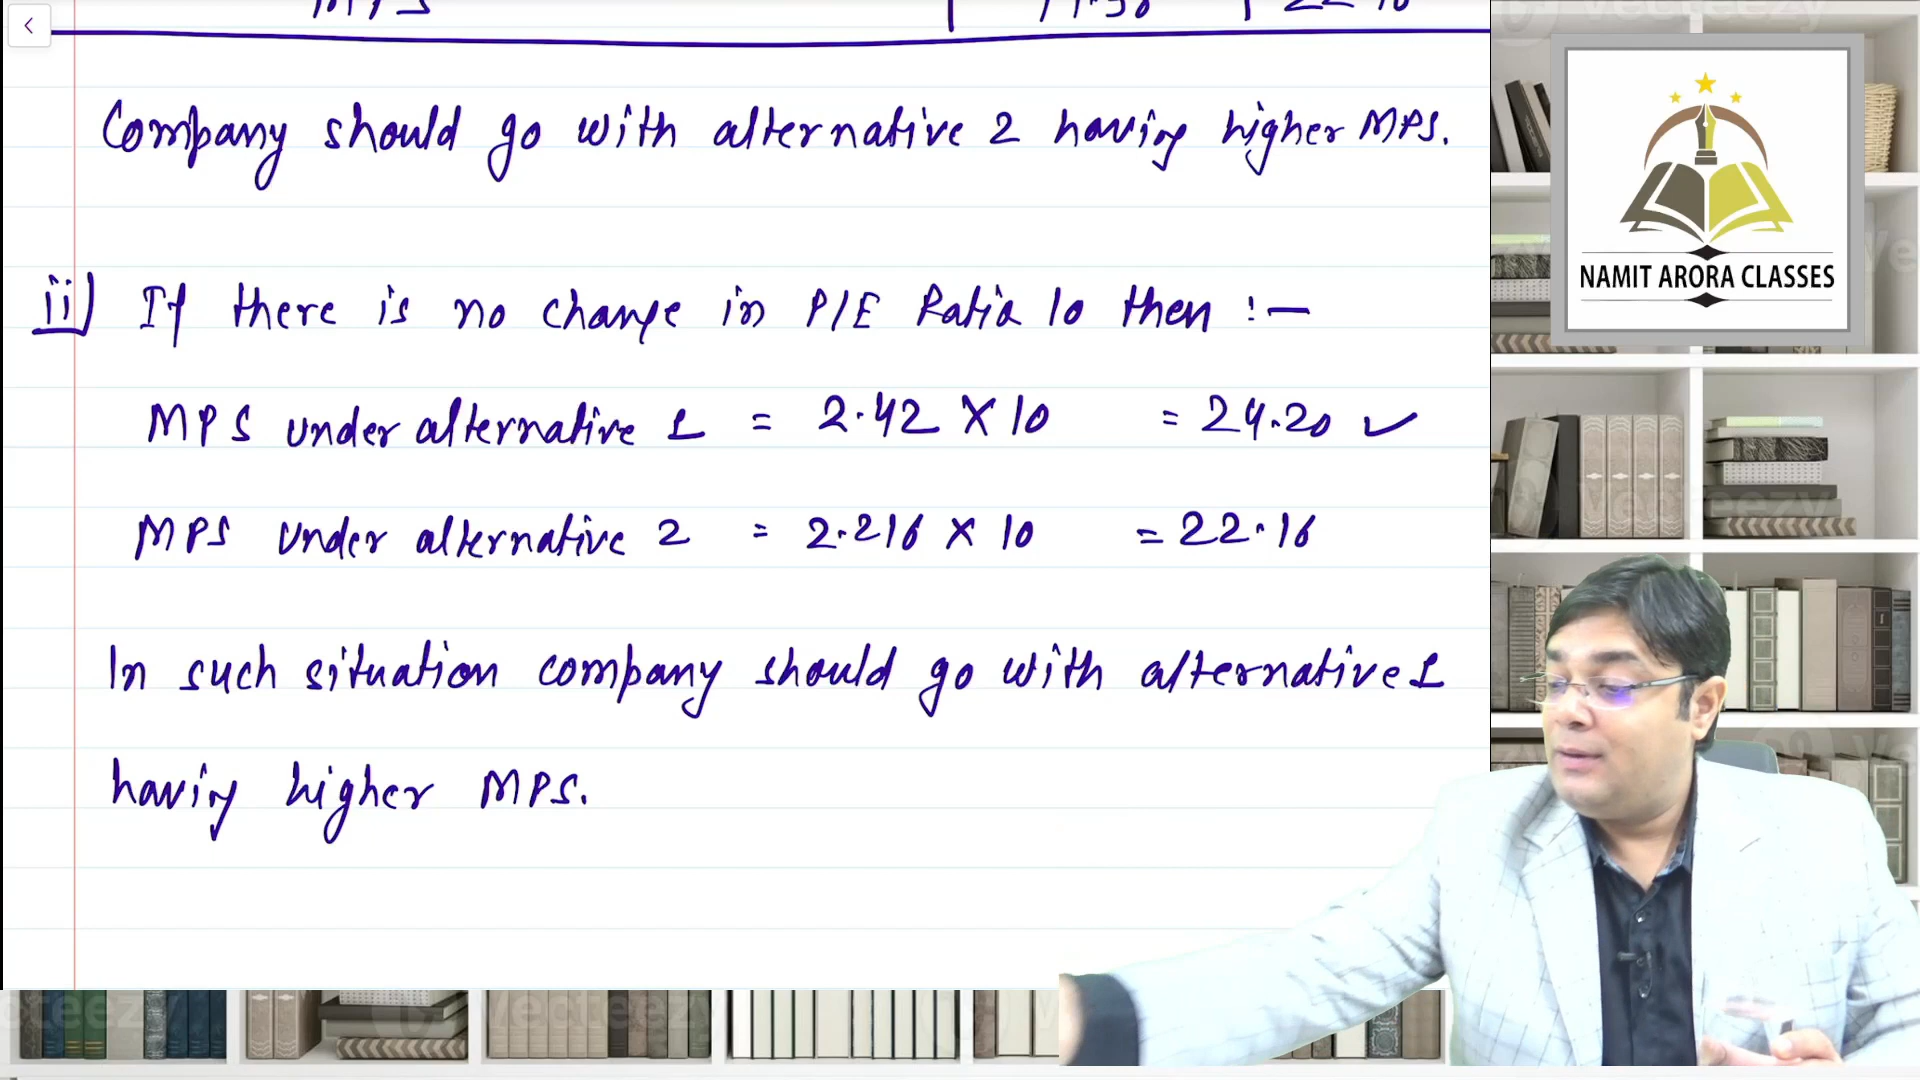 MPS
Company should go with alternative 2 having higher MPS.
ii) If there is no change in P/E Ratio 10 then :-
MPS under alternative 1 = 2.42 X 10 = 24.20 ✓
MPS under alternative 2 = 2.216 X 10 = 22.16
In such situation company should go with alternative 1
having higher MPS.
NAMIT ARORA CLASSES